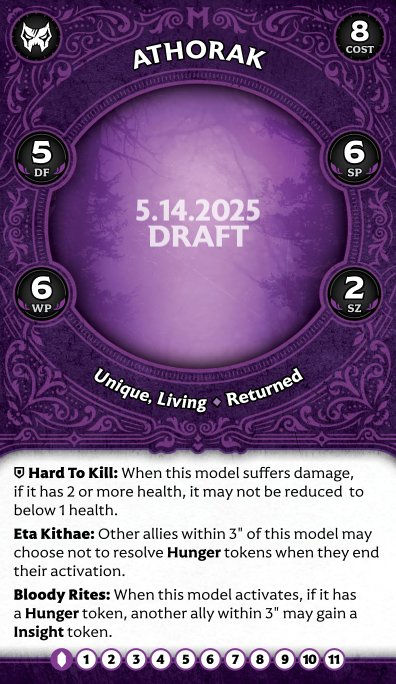 ATHORAK
8
COST
5
DF
6
SP
5.14.2025
DRAFT
6
WP
2
SZ
Unique, Living ◆ Returned
Hard To Kill: When this model suffers damage,
if it has 2 or more health, it may not be reduced to
below 1 health.
Eta Kithae: Other allies within 3" of this model may
choose not to resolve Hunger tokens when they end
their activation.
Bloody Rites: When this model activates, if it has
a Hunger token, another ally within 3" may gain a
Insight token.
1 2 3 4 5 6 7 8 9 10 11